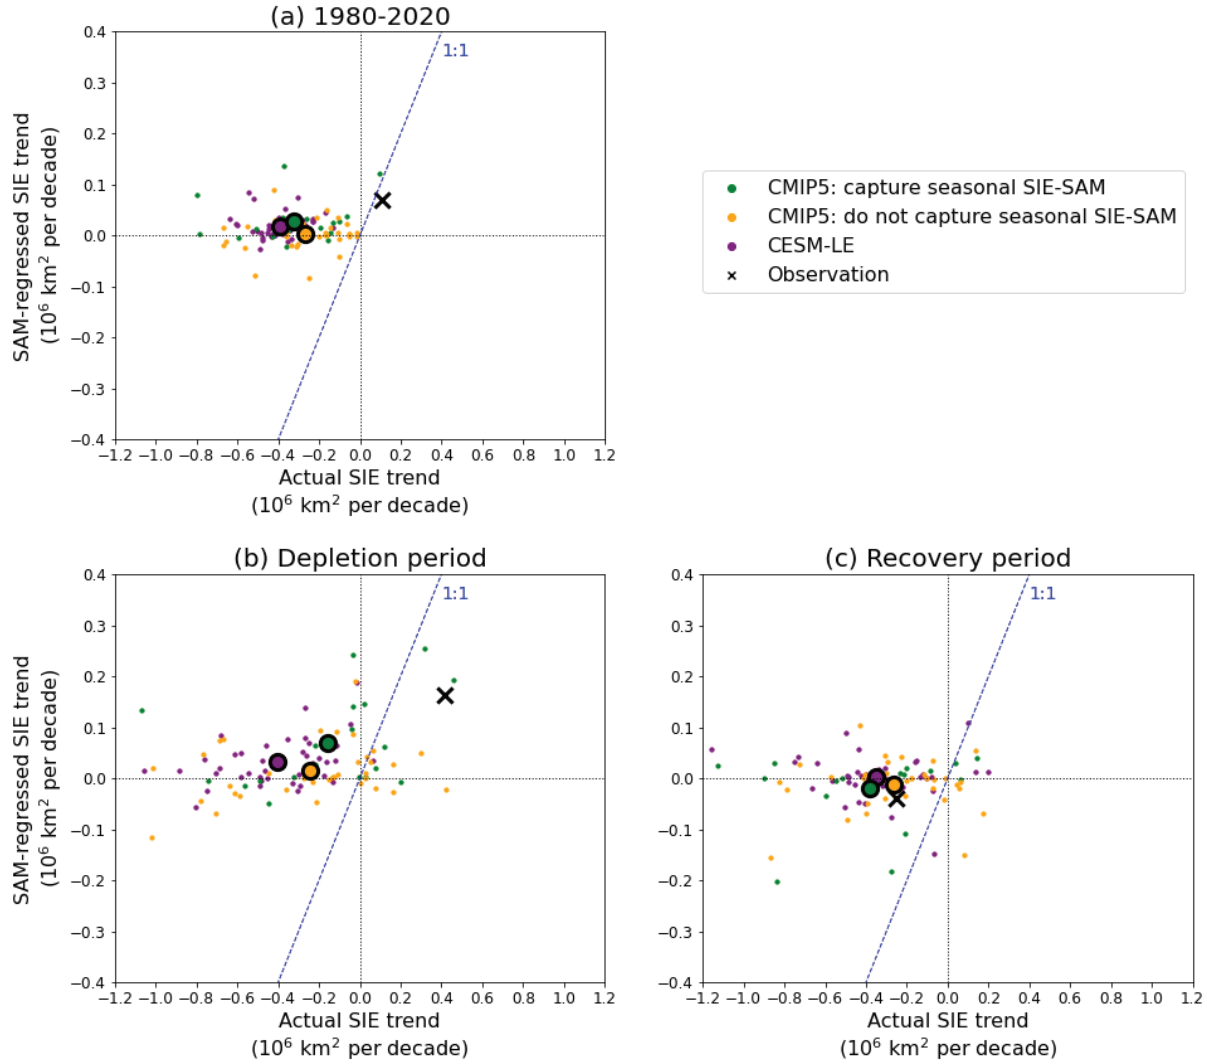 (a) 1980-2020
SAM-regressed SIE trend
(10⁶ km² per decade)
0.4
0.3
0.2
0.1
0.0
−0.1
−0.2
−0.3
−0.4
1:1
−1.2 −1.0 −0.8 −0.6 −0.4 −0.2 0.0 0.2 0.4 0.6 0.8 1.0 1.2
Actual SIE trend
(10⁶ km² per decade)
CMIP5: capture seasonal SIE-SAM
CMIP5: do not capture seasonal SIE-SAM
CESM-LE
Observation
(b) Depletion period
SAM-regressed SIE trend
(10⁶ km² per decade)
0.4
0.3
0.2
0.1
0.0
−0.1
−0.2
−0.3
−0.4
1:1
−1.2 −1.0 −0.8 −0.6 −0.4 −0.2 0.0 0.2 0.4 0.6 0.8 1.0 1.2
Actual SIE trend
(10⁶ km² per decade)
(c) Recovery period
0.4
0.3
0.2
0.1
0.0
−0.1
−0.2
−0.3
−0.4
1:1
−1.2 −1.0 −0.8 −0.6 −0.4 −0.2 0.0 0.2 0.4 0.6 0.8 1.0 1.2
Actual SIE trend
(10⁶ km² per decade)